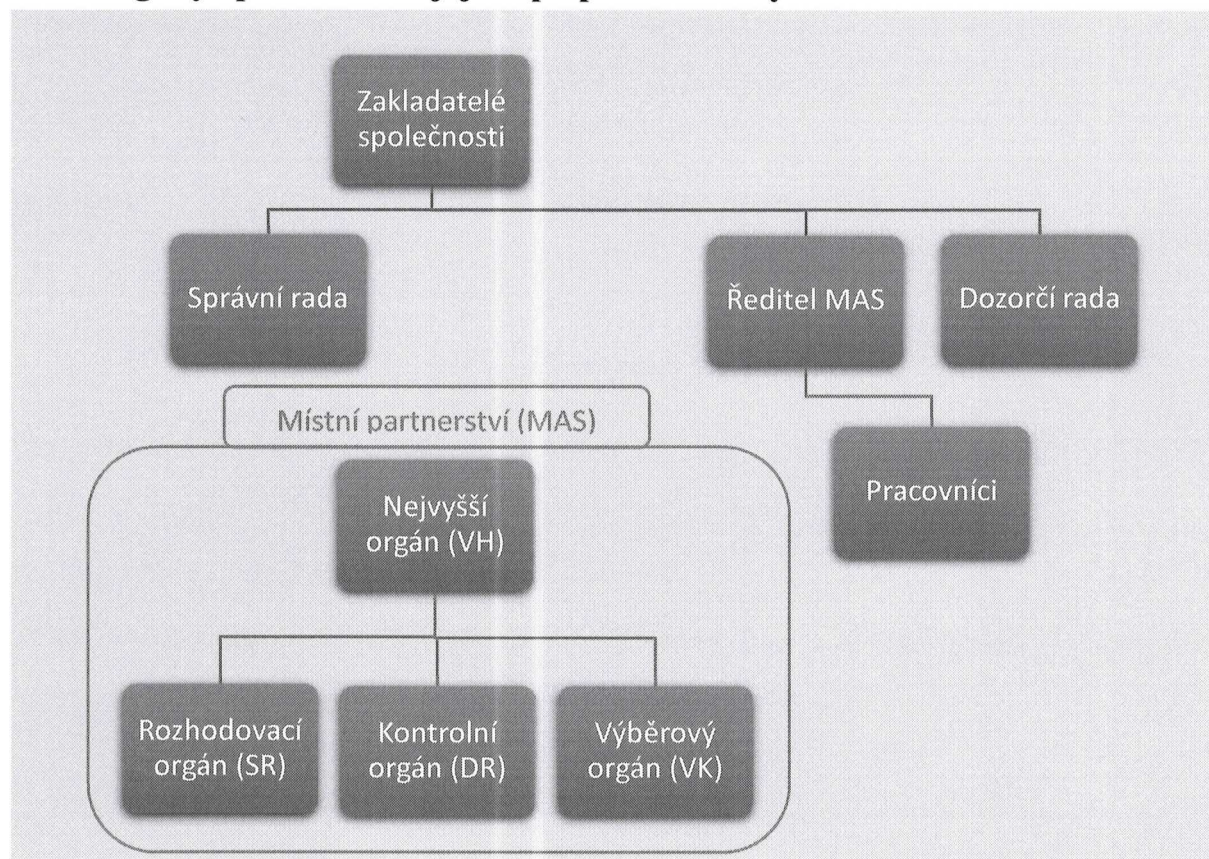 Zakladatelé
společnosti
Správní rada
Ředitel MAS
Dozorčí rada
Místní partnerství (MAS)
Pracovníci
Nejvyšší
orgán (VH)
Rozhodovací
orgán (SR)
Kontrolní
orgán (DR)
Výběrový
orgán (VK)